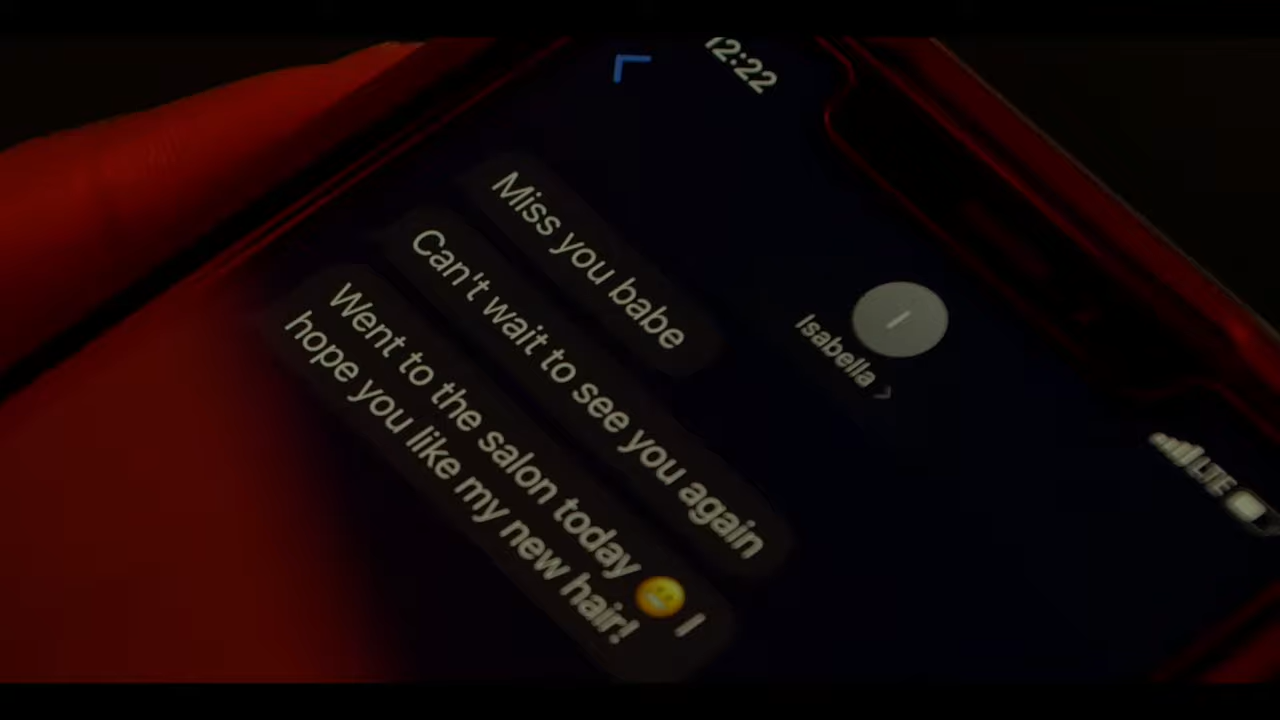 12:22
LTE
I
Isabella >
Miss you babe
Can't wait to see you again
Went to the salon today 😬 I
hope you like my new hair!